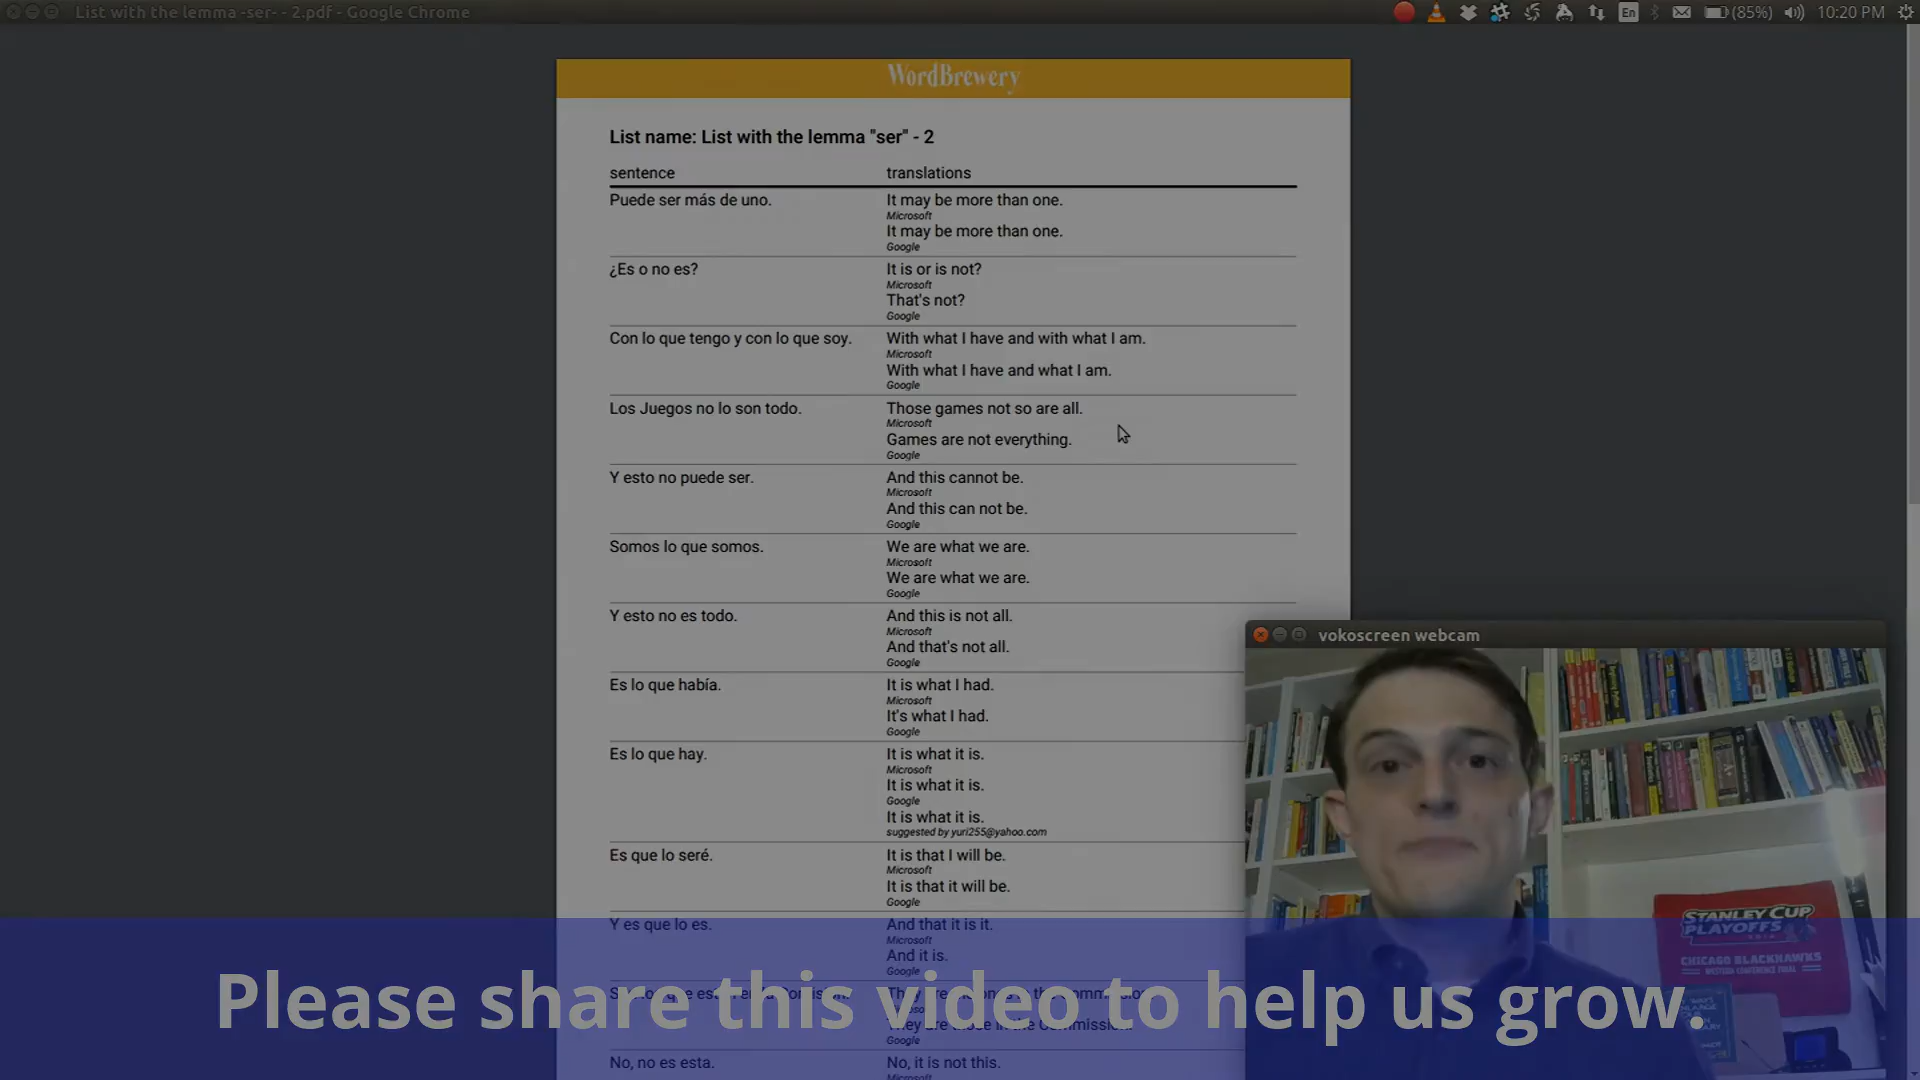 List with the lemma -ser- - 2.pdf - Google Chrome
En
(85%)
10:20 PM
WordBrewery
List name: List with the lemma "ser" - 2
sentence translations
Puede ser más de uno. It may be more than one.
Microsoft
It may be more than one.
Google
¿Es o no es? It is or is not?
Microsoft
That's not?
Google
Con lo que tengo y con lo que soy. With what I have and with what I am.
Microsoft
With what I have and what I am.
Google
Los Juegos no lo son todo. Those games not so are all.
Microsoft
Games are not everything.
Google
Y esto no puede ser. And this cannot be.
Microsoft
And this can not be.
Google
Somos lo que somos. We are what we are.
Microsoft
We are what we are.
Google
Y esto no es todo. And this is not all.
Microsoft
And that's not all.
Google
Es lo que había. It is what I had.
Microsoft
It's what I had.
Google
Es lo que hay. It is what it is.
Microsoft
It is what it is.
Google
It is what it is.
suggested by yuri255@yahoo.com
Es que lo seré. It is that I will be.
Microsoft
It is that it will be.
Google
Y es que lo es. And that it is it.
Microsoft
And it is.
Google
Google
No, no es esta. No, it is not this.
Microsoft
vokoscreen webcam
STANLEY CUP
PLAYOFFS
CHICAGO BLACKHAWKS
WESTERN CONFERENCE FINAL
Please share this video to help us grow.